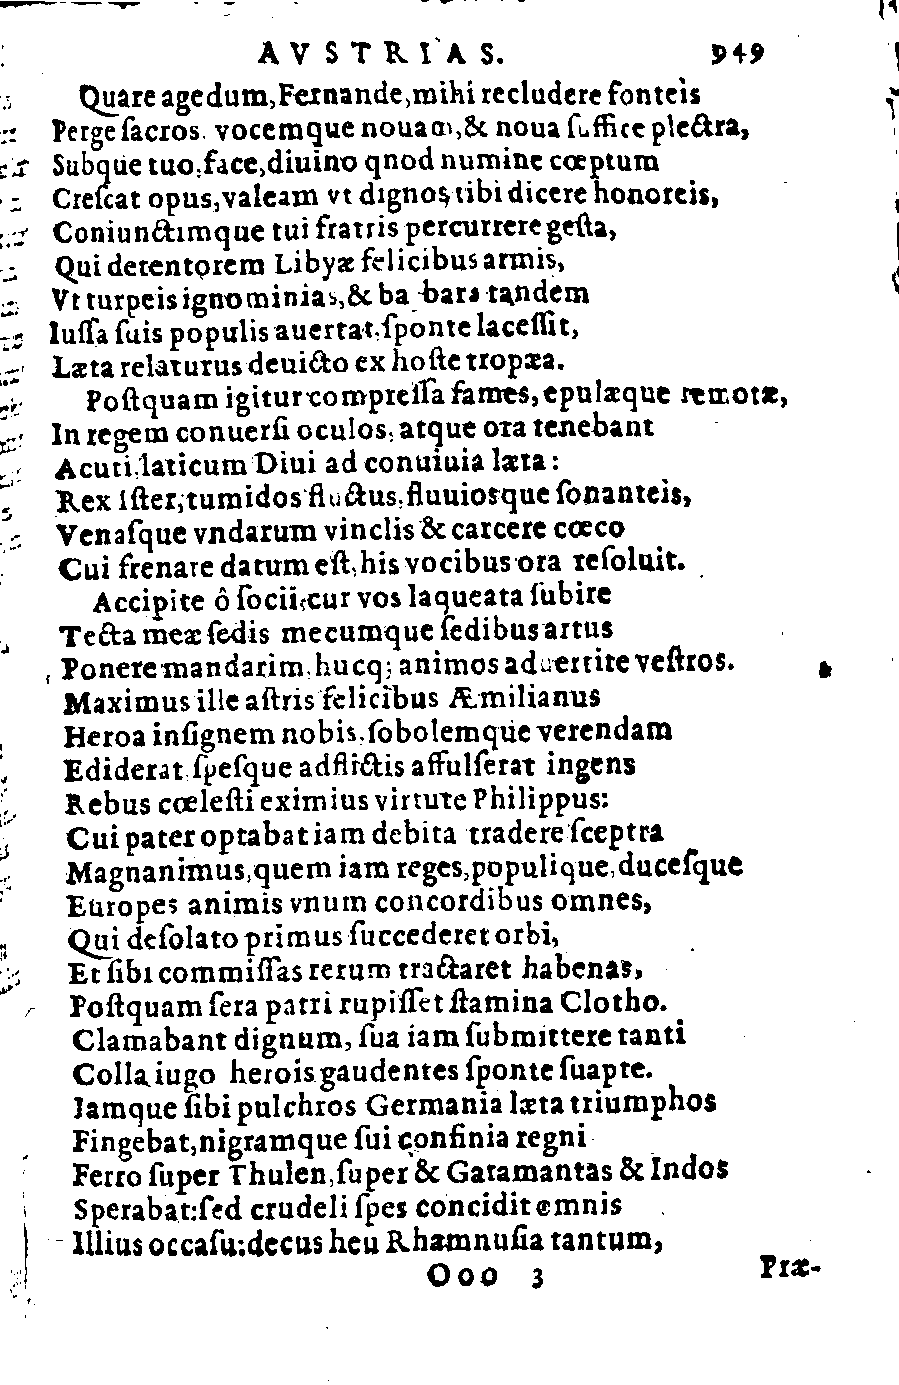 AVSTRIAS. 949
Quare agedum,Fernande,mihi recludere fonteis
Perge ſacros. vocemque nouam,& noua ſuffice plectra,
Subque tuo,face,diuino qnod numine cœptum
Creſcat opus,valeam vt dignos tibi dicere honoreis,
Coniunctimque tui fratris percurrere geſta,
Qui detentorem Libyæ felicibus armis,
Vt turpeis ignominias,& barbara tandem
Iuſſa ſuis populis auertat,ſponte laceſſit,
Læta relaturus deuicto ex hoſte tropæa.
Poſtquam igitur compreſſa fames, epulæque remotæ,
In regem conuerſi oculos, atque ora tenebant
Acuti laticum Diui ad conuiuia læta:
Rex Iſter,tumidos fluctus,fluuioſque ſonanteis,
Venaſque vndarum vinclis & carcere cœco
Cui frenare datum eſt,his vocibus ora reſoluit.
Accipite ô ſocii,cur vos laqueata ſubire
Tecta meæ ſedis mecumque ſedibus artus
Ponere mandarim,hucq; animos aduertite veſtros.
Maximus ille aſtris felicibus Æmilianus
Heroa inſignem nobis,ſobolemque verendam
Ediderat,ſpeſque adflictis affulſerat ingens
Rebus cœleſti eximius virtute Philippus:
Cui pater optabat iam debita tradere ſceptra
Magnanimus,quem iam reges,populique,duceſque
Europes animis vnum concordibus omnes,
Qui deſolato primus ſuccederet orbi,
Et ſibi commiſſas rerum tractaret habenas,
Poſtquam ſera patri rupiſſet ſtamina Clotho.
Clamabant dignum, ſua iam ſubmittere tanti
Colla iugo herois gaudentes ſponte ſuapte.
Iamque ſibi pulchros Germania læta triumphos
Fingebat,nigramque ſui confinia regni
Ferro ſuper Thulen,ſuper & Garamantas & Indos
Sperabat:ſed crudeli ſpes concidit omnis
Illius occaſu:decus heu Rhamnuſia tantum,
Ooo 3 Præ-